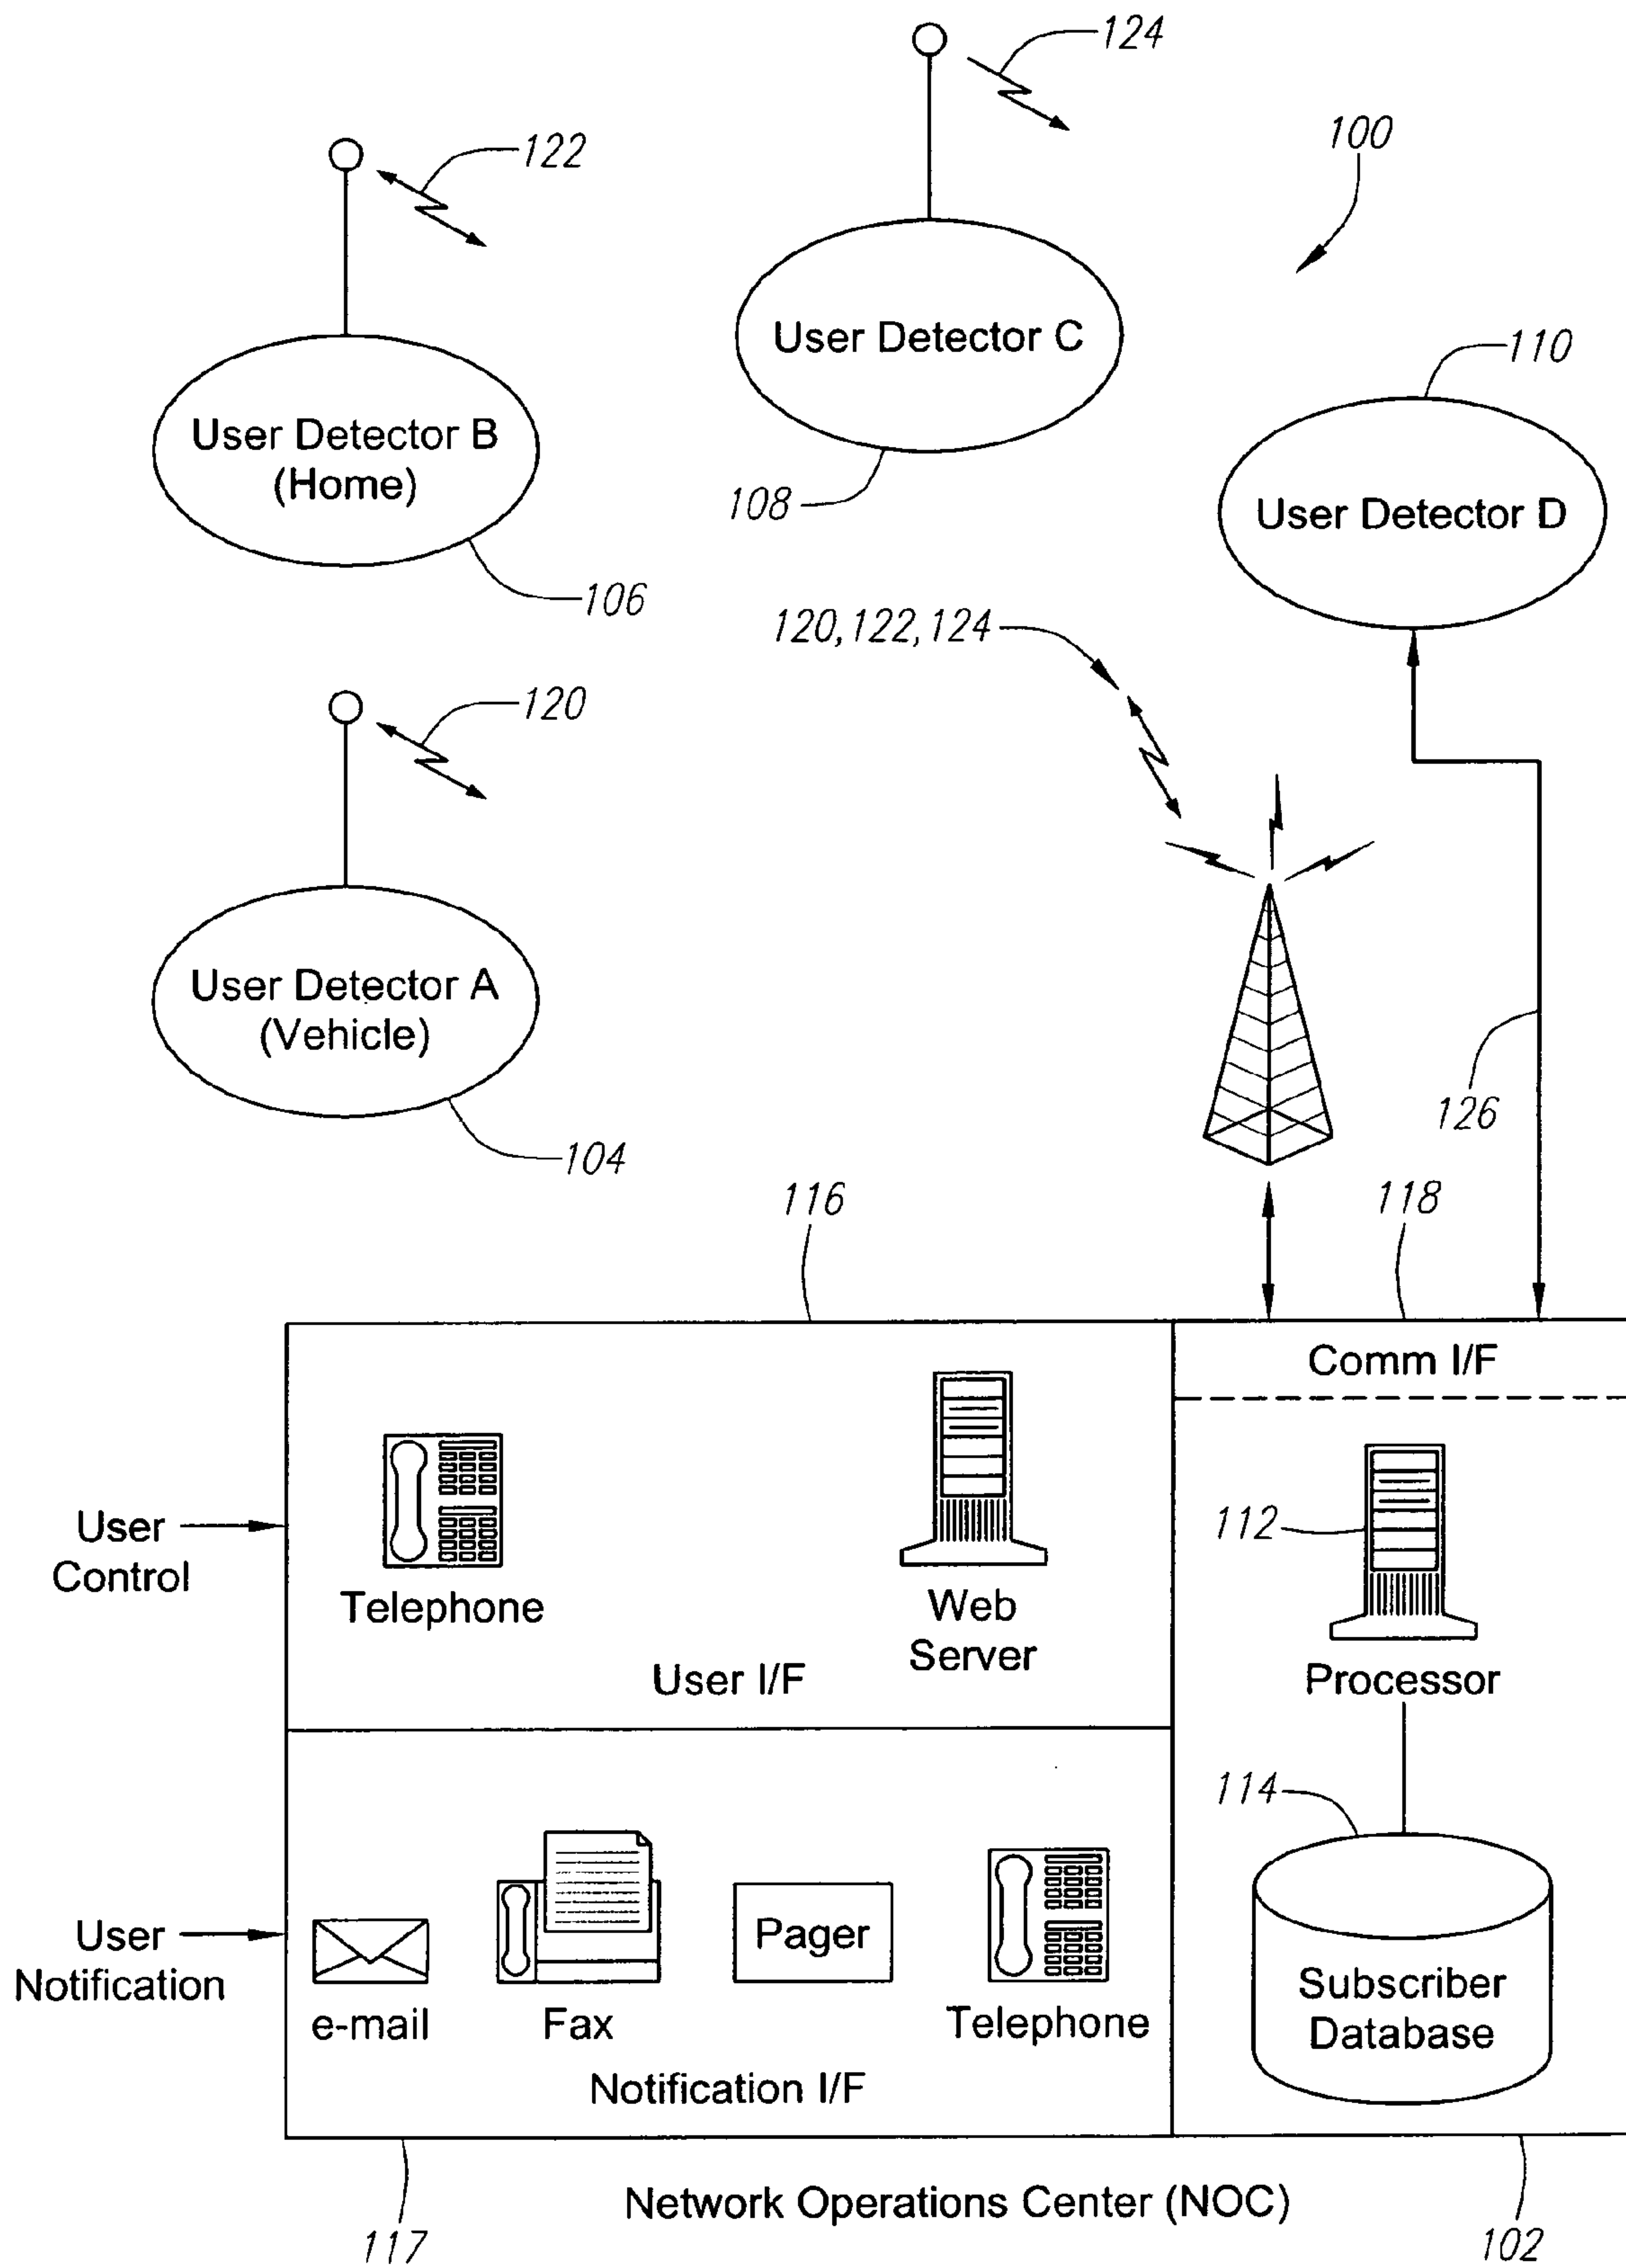 124
122
100
User Detector C
110
User Detector B
(Home)
108
User Detector D
106
120, 122, 124
120
User Detector A
(Vehicle)
126
104
116
118
Comm I/F
User
Control
Telephone
Web
Server
User I/F
112
Processor
114
User
Notification
e-mail
Fax
Pager
Telephone
Notification I/F
Subscriber
Database
Network Operations Center (NOC)
117
102